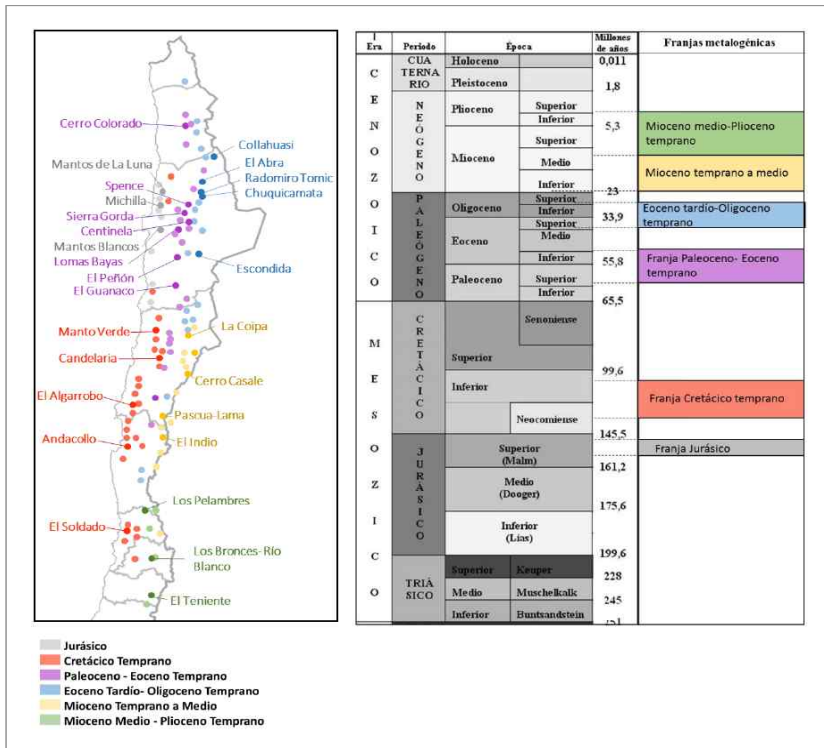 Cerro Colorado
Collahuasi
Mantos de La Luna
El Abra
Spence
Radomiro Tomic
Michilla
Chuquicamata
Sierra Gorda
Centinela
Mantos Blancos
Lomas Bayas
Escondida
El Peñón
El Guanaco
Manto Verde
La Coipa
Candelaria
Cerro Casale
El Algarrobo
Pascua-Lama
Andacollo
El Indio
Los Pelambres
El Soldado
Los Bronces-Río
Blanco
El Teniente
Jurásico
Cretácico Temprano
Paleoceno - Eoceno Temprano
Eoceno Tardío- Oligoceno Temprano
Mioceno Temprano a Medio
Mioceno Medio - Plioceno Temprano
Era
Período
Época
Millones
de años
Franjas metalogénicas
CENOZOICO
CUA
TERNA
RIO
Holoceno
0,011
Pleistoceno
1,8
NEÓGENO
Plioceno
Superior
Inferior
5,3
Mioceno
Superior
Medio
Inferior
23
Mioceno medio-Plioceno
temprano
Mioceno temprano a medio
PALEÓGENO
Oligoceno
Superior
Inferior
33,9
Eoceno tardío-Oligoceno
temprano
Eoceno
Superior
Medio
Inferior
55,8
Franja Paleoceno- Eoceno
temprano
Paleoceno
Superior
Inferior
65,5
MESOZICO
CRETÁCICO
Senoniense
Superior
99,6
Inferior
Neocomiense
145,5
Franja Cretácico temprano
Franja Jurásico
JURÁSICO
Superior
(Malm)
161,2
Medio
(Dooger)
175,6
Inferior
(Lias)
199,6
TRIÁ
SICO
Superior
Keuper
228
Medio
Muschelkalk
245
Inferior
Buntsandstein